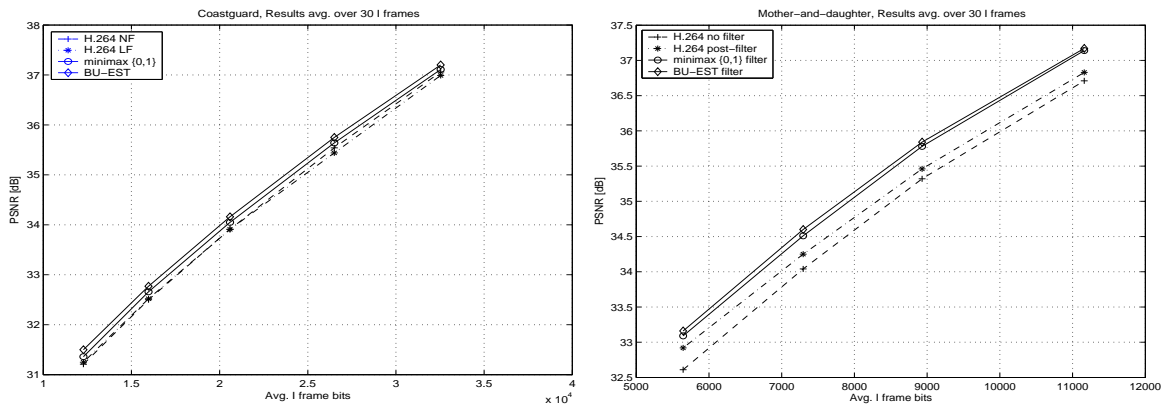 Coastguard, Results avg. over 30 I frames
38
37
36
35
34
33
32
31
PSNR [dB]
H.264 NF
H.264 LF
minimax {0,1}
BU−EST
1
1.5
2
2.5
3
3.5
4
Avg. I frame bits
x 10^4
Mother−and−daughter, Results avg. over 30 I frames
37.5
37
36.5
36
35.5
35
34.5
34
33.5
33
32.5
PSNR [dB]
H.264 no filter
H.264 post−filter
minimax {0,1} filter
BU−EST filter
5000
6000
7000
8000
9000
10000
11000
12000
Avg. I frame bits